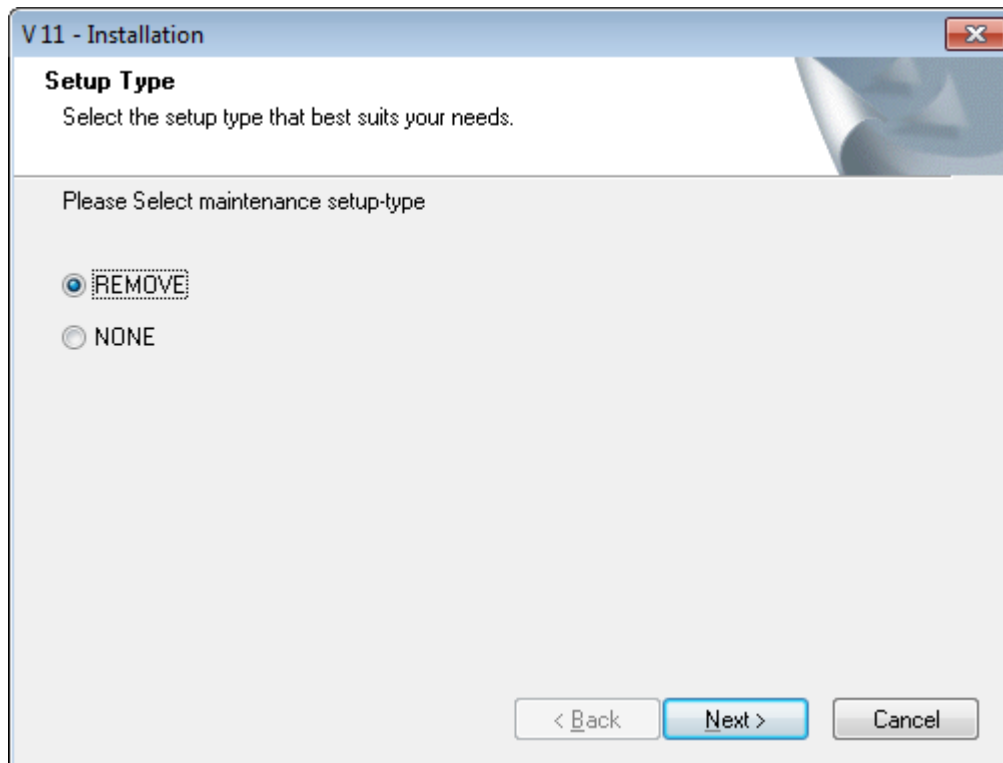 V 11 - Installation
Setup Type
Select the setup type that best suits your needs.
Please Select maintenance setup-type
REMOVE
NONE
< Back Next > Cancel